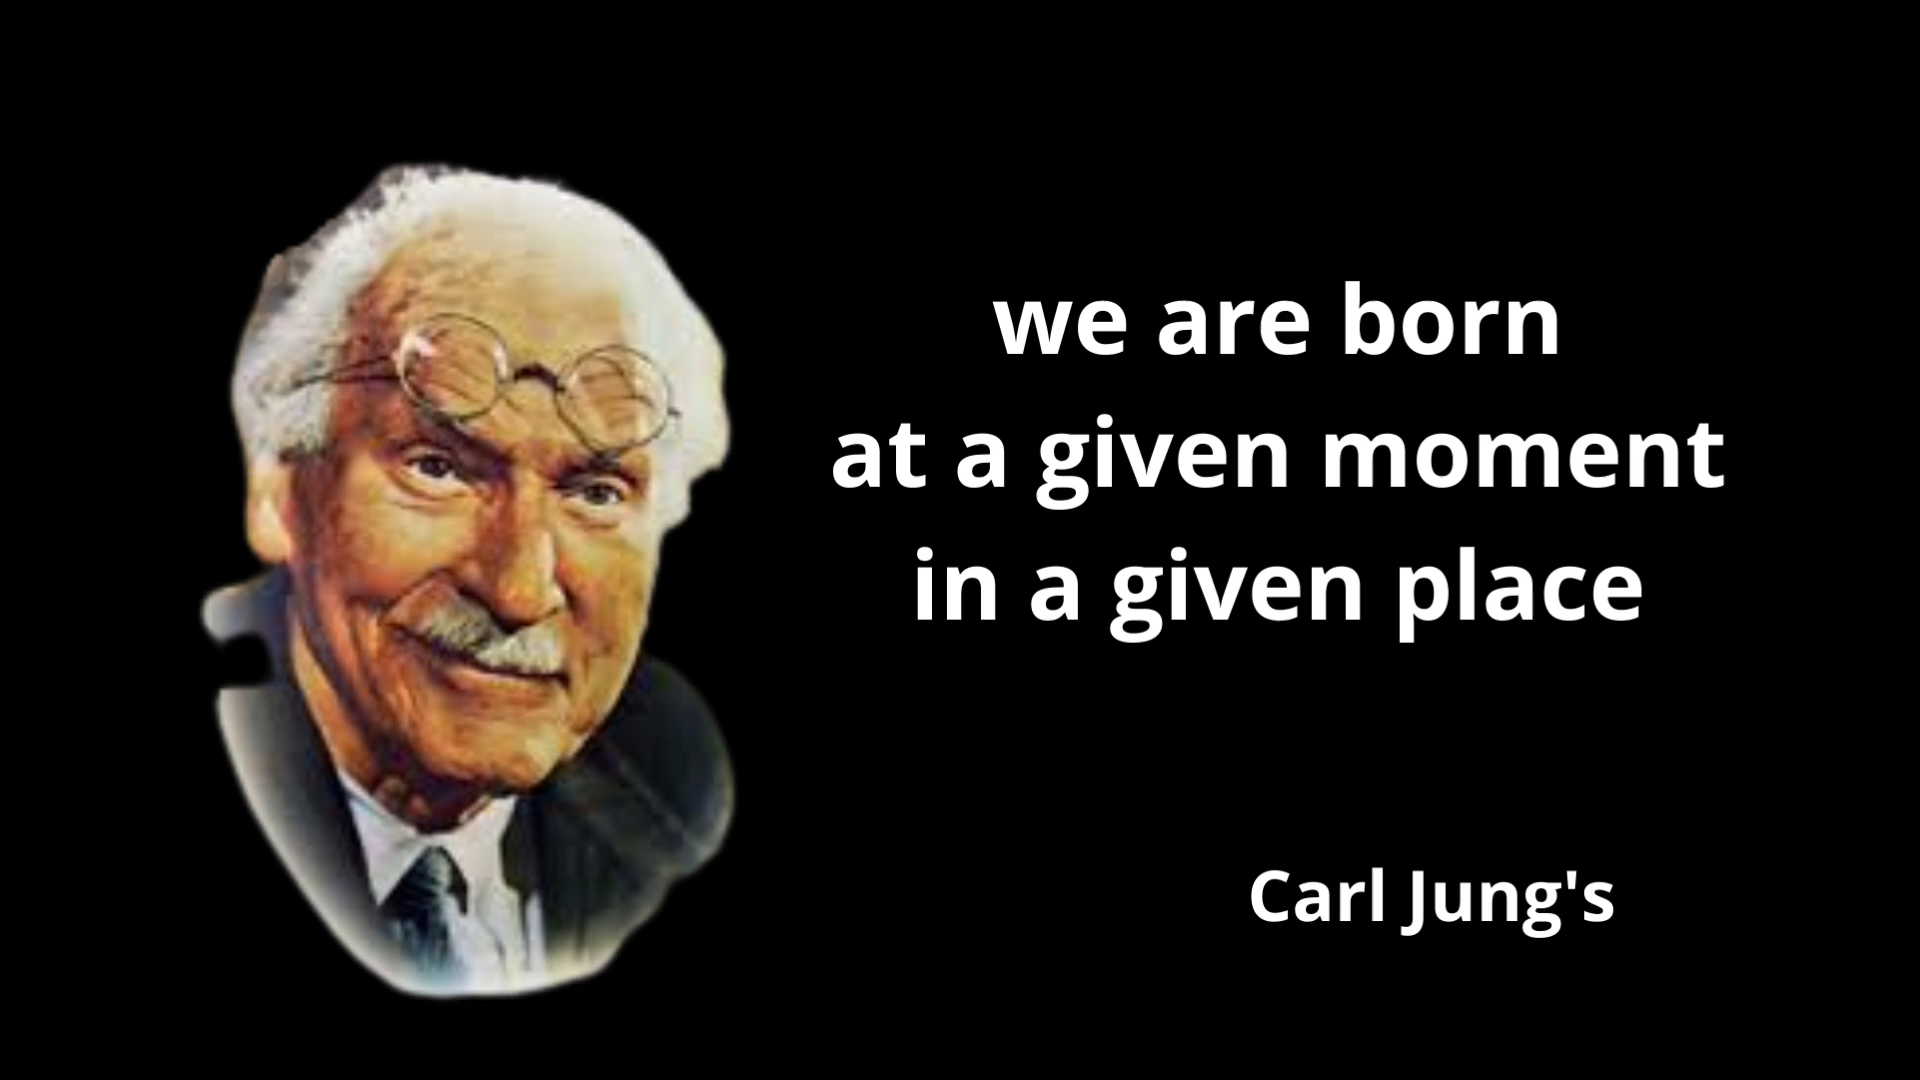 we are born
at a given moment
in a given place
Carl Jung's